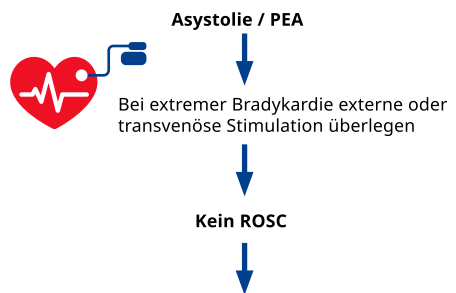 Asystolie / PEA
Bei extremer Bradykardie externe oder
transvenöse Stimulation überlegen
Kein ROSC